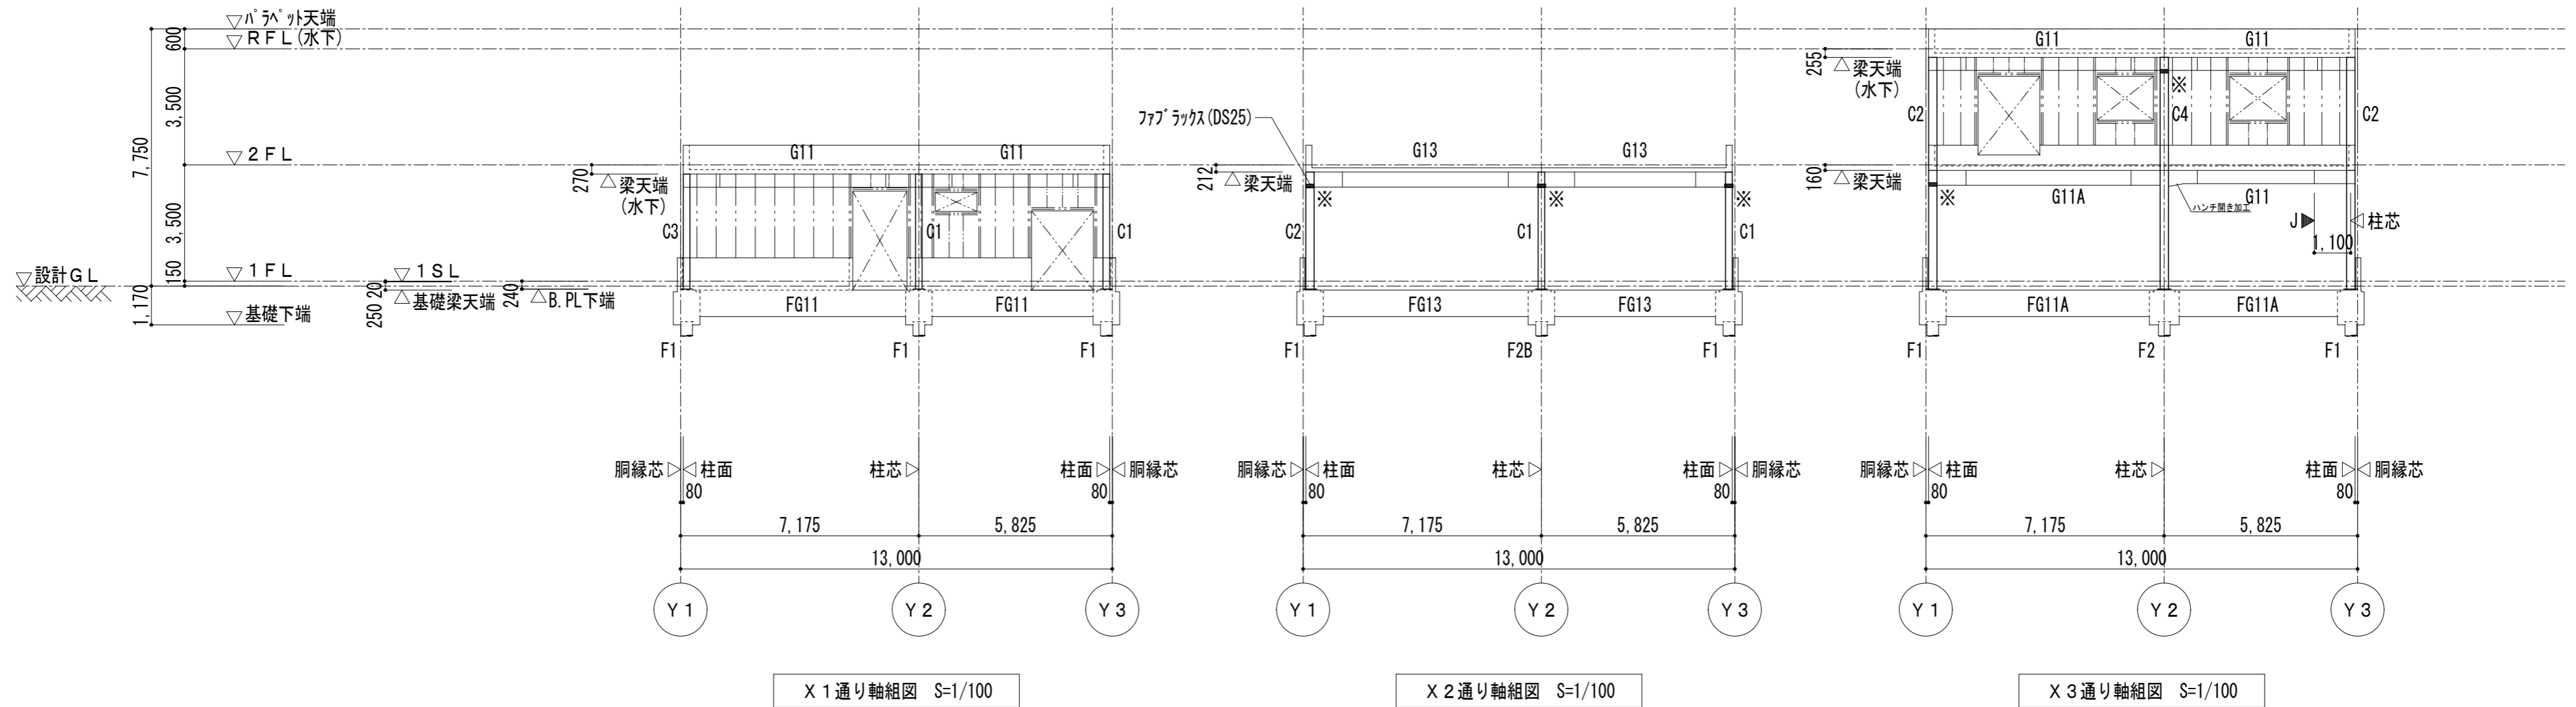 ▽パラペット天端
600
▽RFL(水下)
3,500
7,750
▽2FL
3,500
150
▽1FL
▽設計GL
1,170
▽基礎下端
▽1SL
20
250
△基礎梁天端
240
△B.PL下端
270
△梁天端
(水下)
G11
G11
C3
C1
C1
FG11
FG11
F1
F1
F1
胴縁芯
柱面
80
柱芯
柱面
胴縁芯
80
7,175
5,825
13,000
Y1
Y2
Y3
X1通り軸組図 S=1/100
ファブラックス(DS25)
212
△梁天端
G13
G13
※
※
※
C2
C1
C1
FG13
FG13
F1
F2B
F1
胴縁芯
柱面
80
柱芯
柱面
胴縁芯
80
7,175
5,825
13,000
Y1
Y2
Y3
X2通り軸組図 S=1/100
255
△梁天端
(水下)
160
△梁天端
G11
G11
C2
※
C4
C2
※
G11A
ハンチ開き加工
G11
J
柱芯
1,100
FG11A
FG11A
F1
F2
F1
胴縁芯
柱面
80
柱芯
柱面
胴縁芯
80
7,175
5,825
13,000
Y1
Y2
Y3
X3通り軸組図 S=1/100